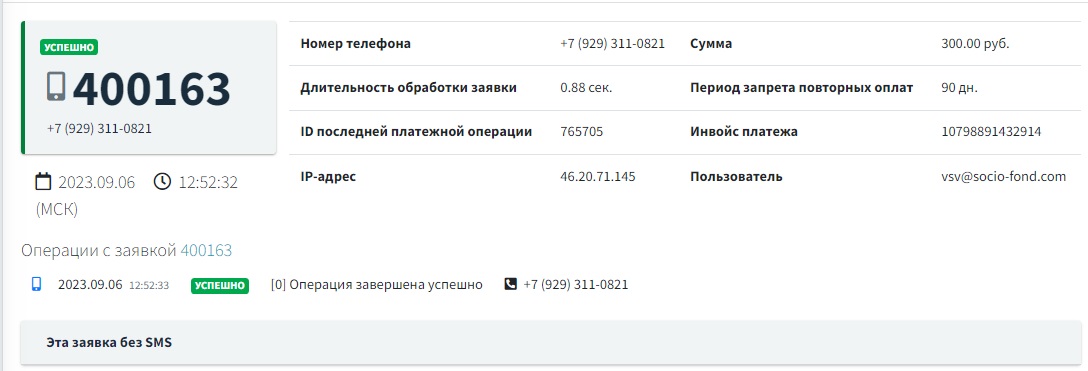 УСПЕШНО
400163
+7 (929) 311-0821
2023.09.06 12:52:32
(МСК)
Номер телефона +7 (929) 311-0821 Сумма 300.00 руб.
Длительность обработки заявки 0.88 сек. Период запрета повторных оплат 90 дн.
ID последней платежной операции 765705 Инвойс платежа 10798891432914
IP-адрес 46.20.71.145 Пользователь vsv@socio-fond.com
Операции с заявкой 400163
2023.09.06 12:52:33 УСПЕШНО [0] Операция завершена успешно +7 (929) 311-0821
Эта заявка без SMS